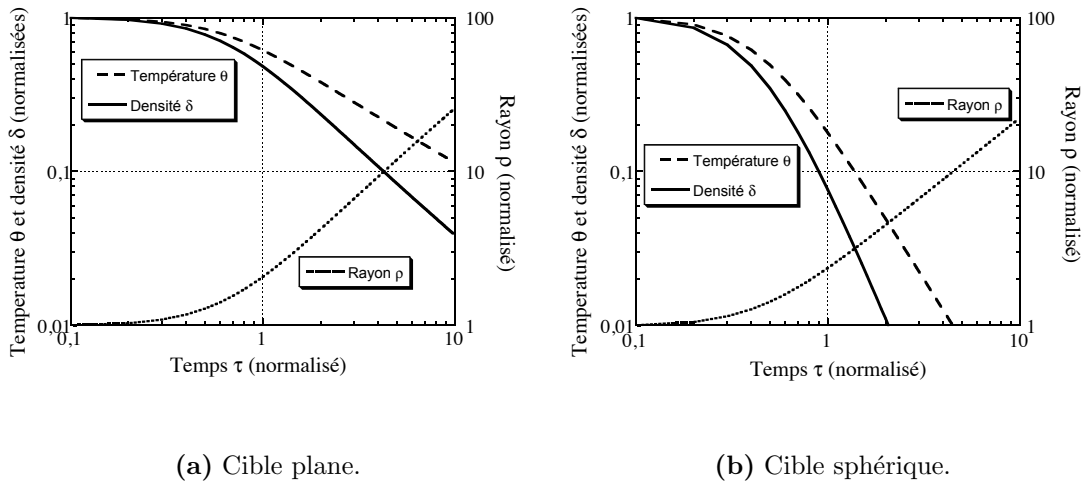 Temperature θ et densité δ (normalisées)
1
0,1
0,01
Température θ
Densité δ
Rayon ρ
100
10
1
Rayon ρ (normalisé)
0,1
1
10
Temps τ (normalisé)
(a) Cible plane.
Temperature θ et densité δ (normalisées)
1
0,1
0,01
Température θ
Densité δ
Rayon ρ
100
10
1
Rayon ρ (normalisé)
0,1
1
10
Temps τ (normalisé)
(b) Cible sphérique.